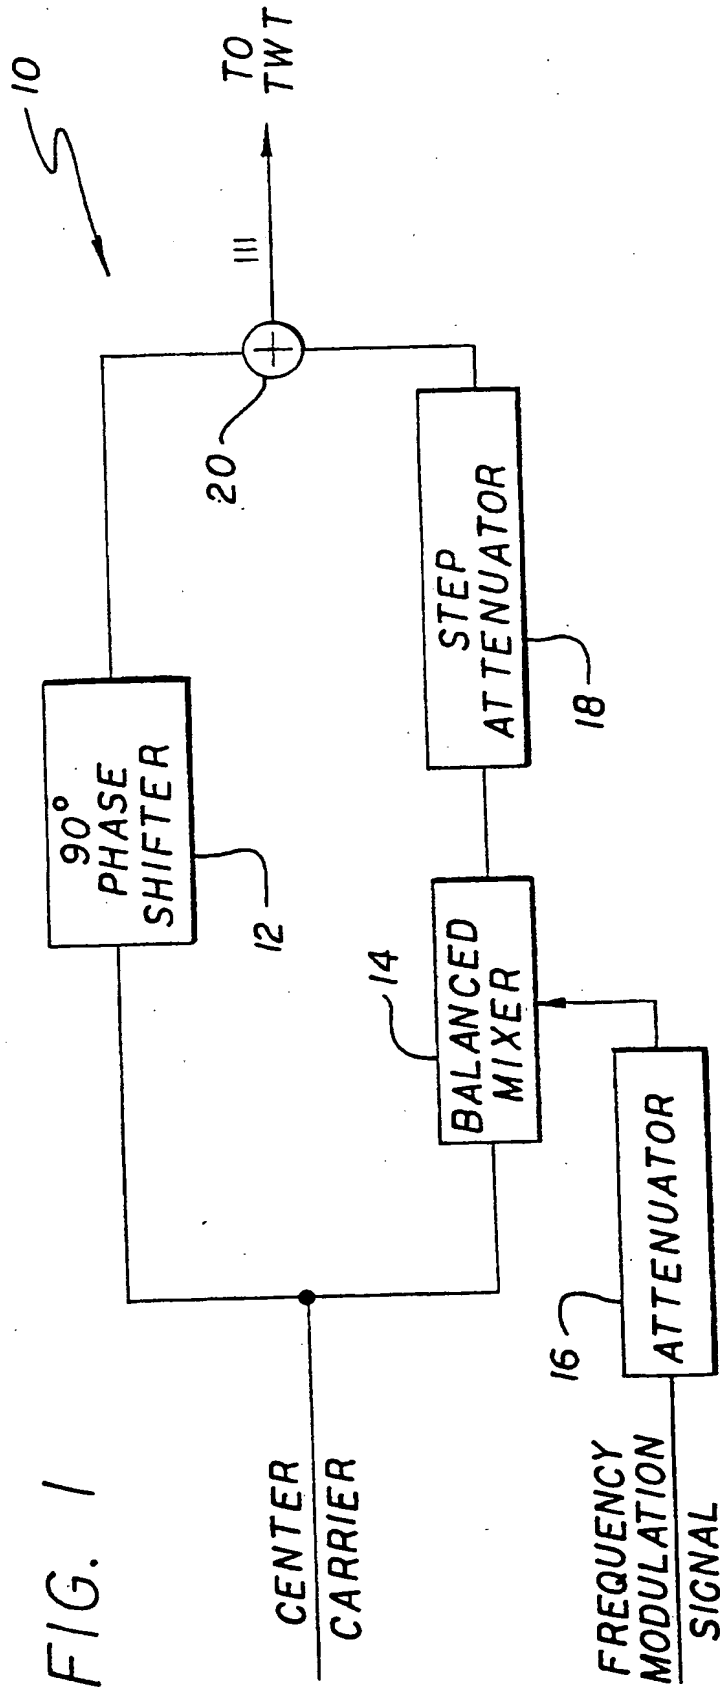 FIG. 1
10
90°
PHASE
SHIFTER
12
CENTER
CARRIER
14
BALANCED
MIXER
STEP
ATTENUATOR
18
20
TO
TWT
16
ATTENUATOR
FREQUENCY
MODULATION
SIGNAL